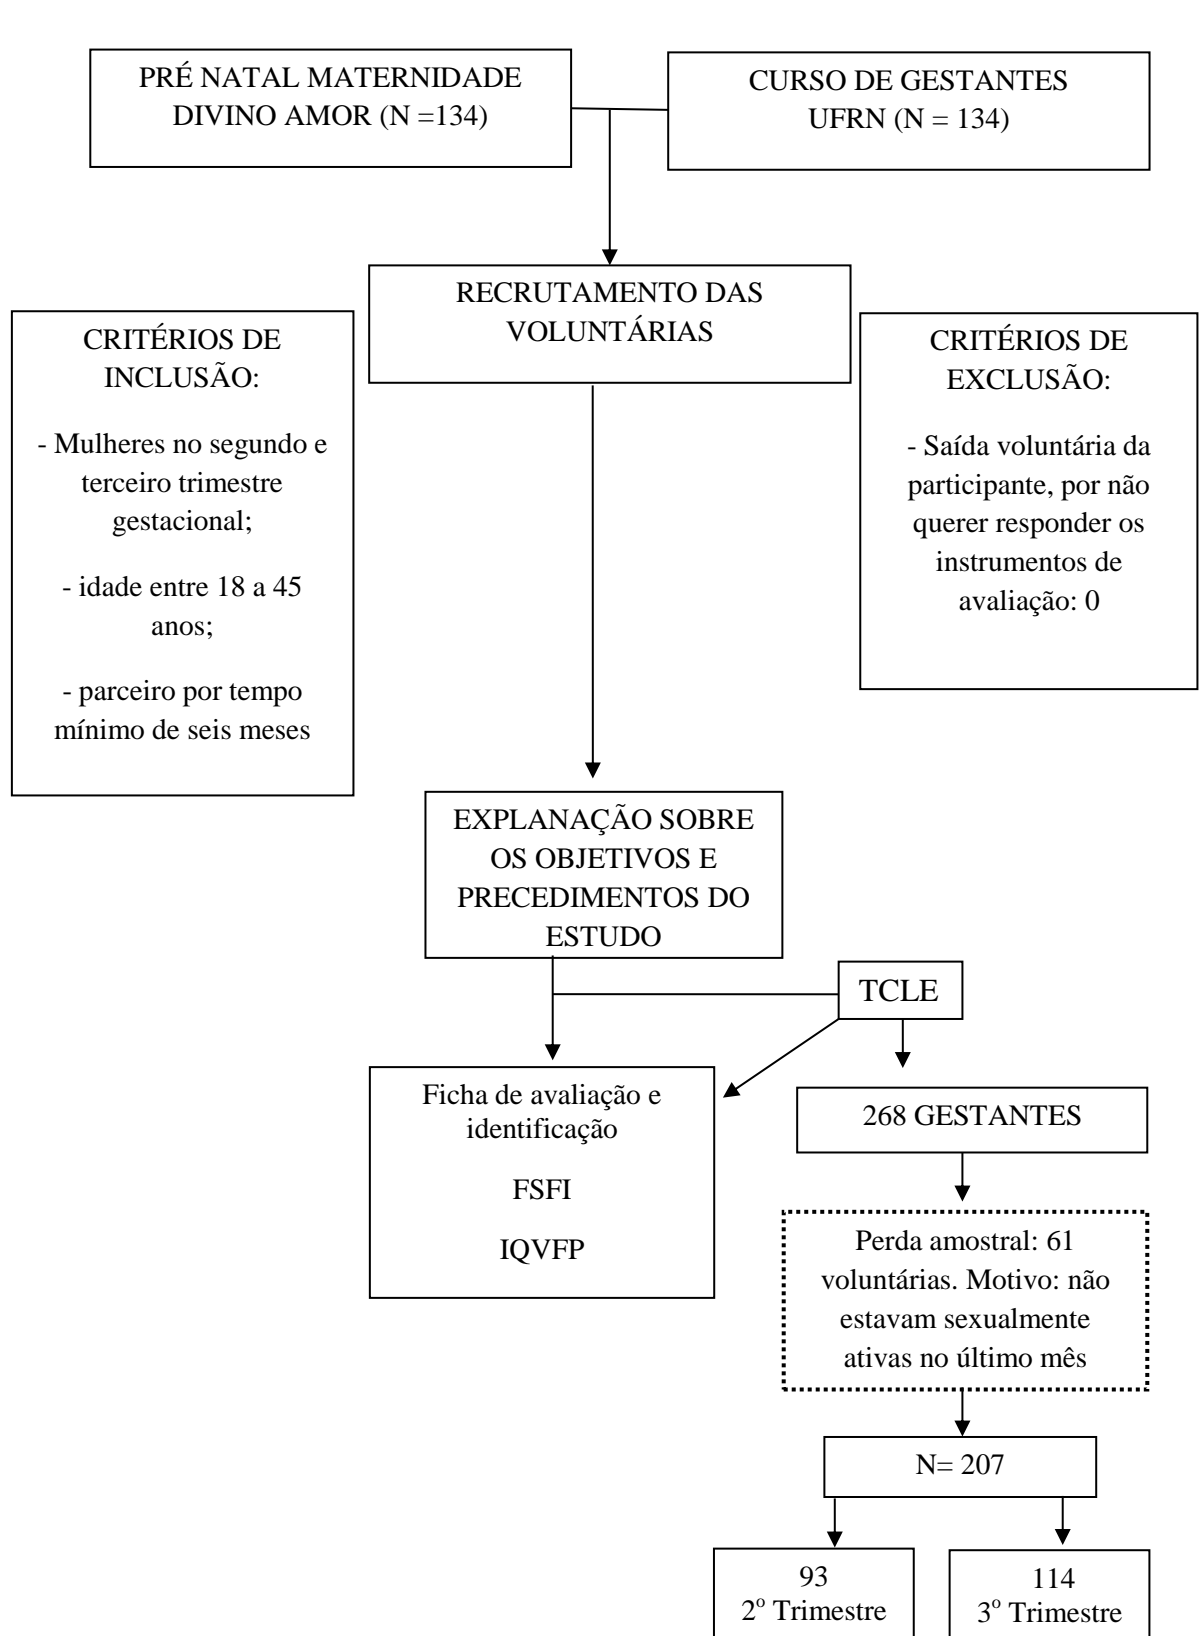 PRÉ NATAL MATERNIDADE
DIVINO AMOR (N =134)
CURSO DE GESTANTES
UFRN (N = 134)
RECRUTAMENTO DAS
VOLUNTÁRIAS
CRITÉRIOS DE
INCLUSÃO:
- Mulheres no segundo e
terceiro trimestre
gestacional;
- idade entre 18 a 45
anos;
- parceiro por tempo
mínimo de seis meses
CRITÉRIOS DE
EXCLUSÃO:
- Saída voluntária da
participante, por não
querer responder os
instrumentos de
avaliação: 0
EXPLANAÇÃO SOBRE
OS OBJETIVOS E
PRECEDIMENTOS DO
ESTUDO
TCLE
Ficha de avaliação e
identificação
FSFI
IQVFP
268 GESTANTES
Perda amostral: 61
voluntárias. Motivo: não
estavam sexualmente
ativas no último mês
N= 207
93
2º Trimestre
114
3º Trimestre